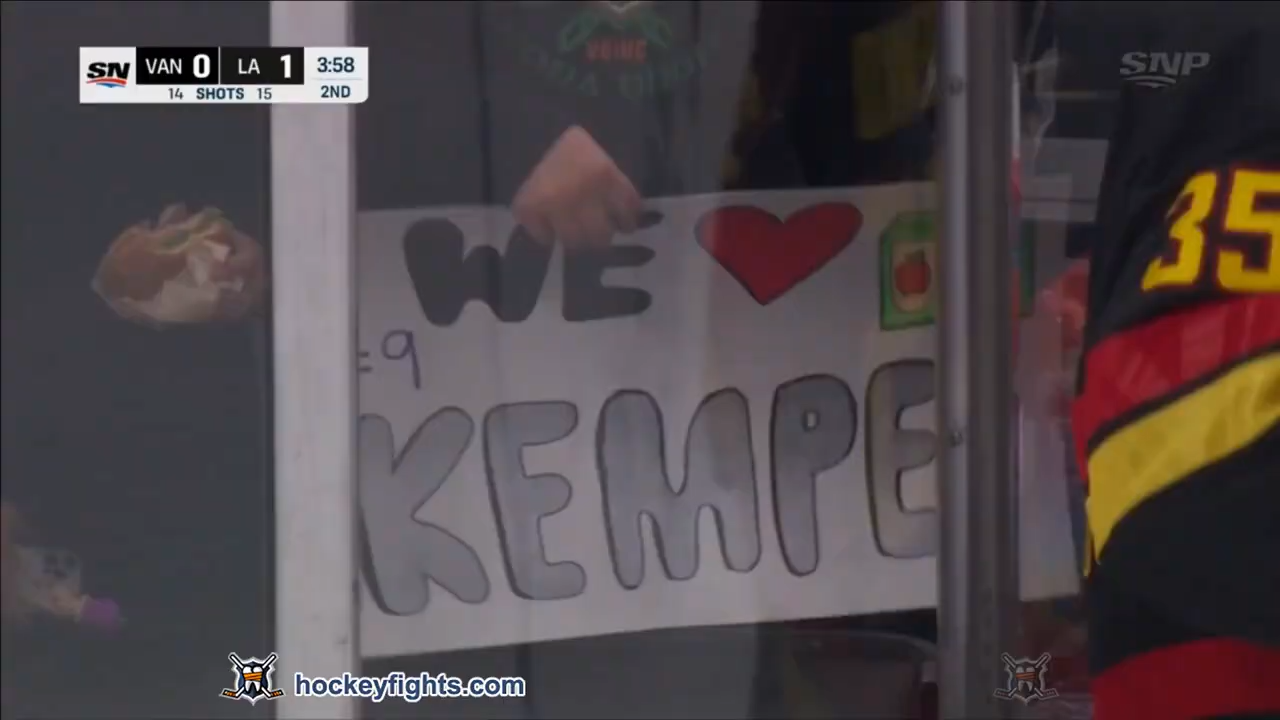 SN VAN 0 LA 1 3:58
14 SHOTS 15 2ND
SNP
35
WE
=9
KEMPE
hockeyfights.com